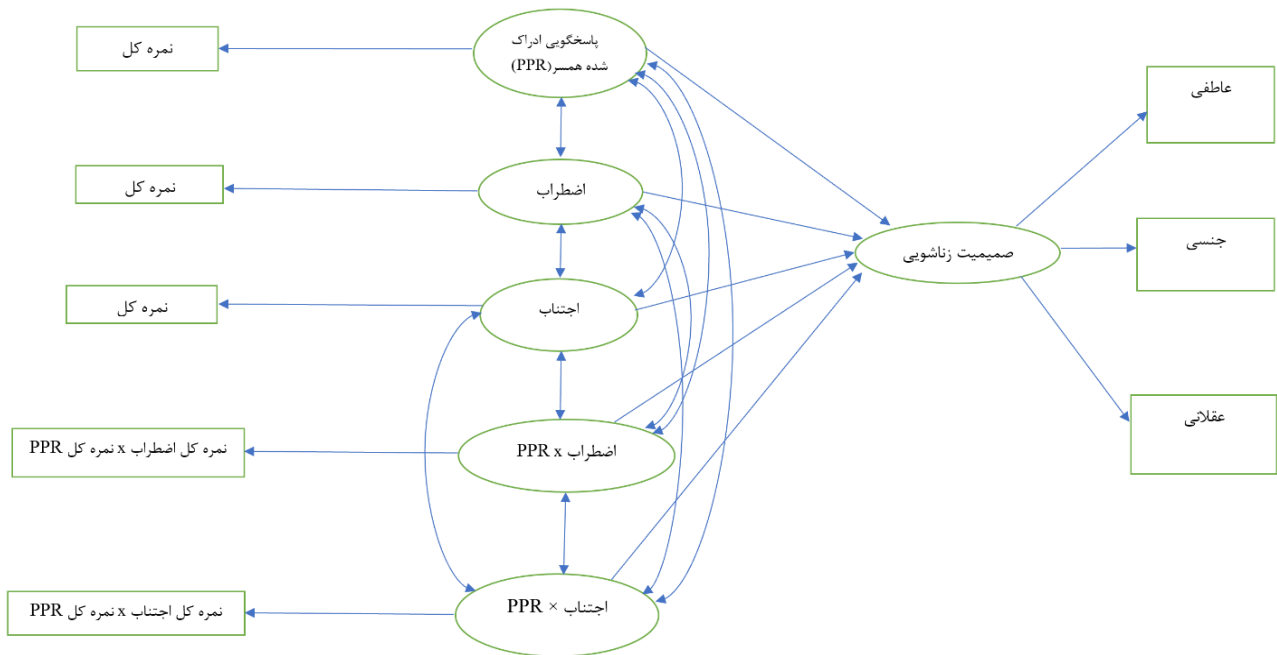 نمره کل
پاسخگویی ادراک
شده همسر(PPR)
عاطفی
نمره کل
اضطراب
صمیمیت زناشویی
جنسی
نمره کل
اجتناب
عقلانی
نمره کل اضطراب x نمره کل PPR
اضطراب PPR x
نمره کل اجتناب x نمره کل PPR
اجتناب × PPR